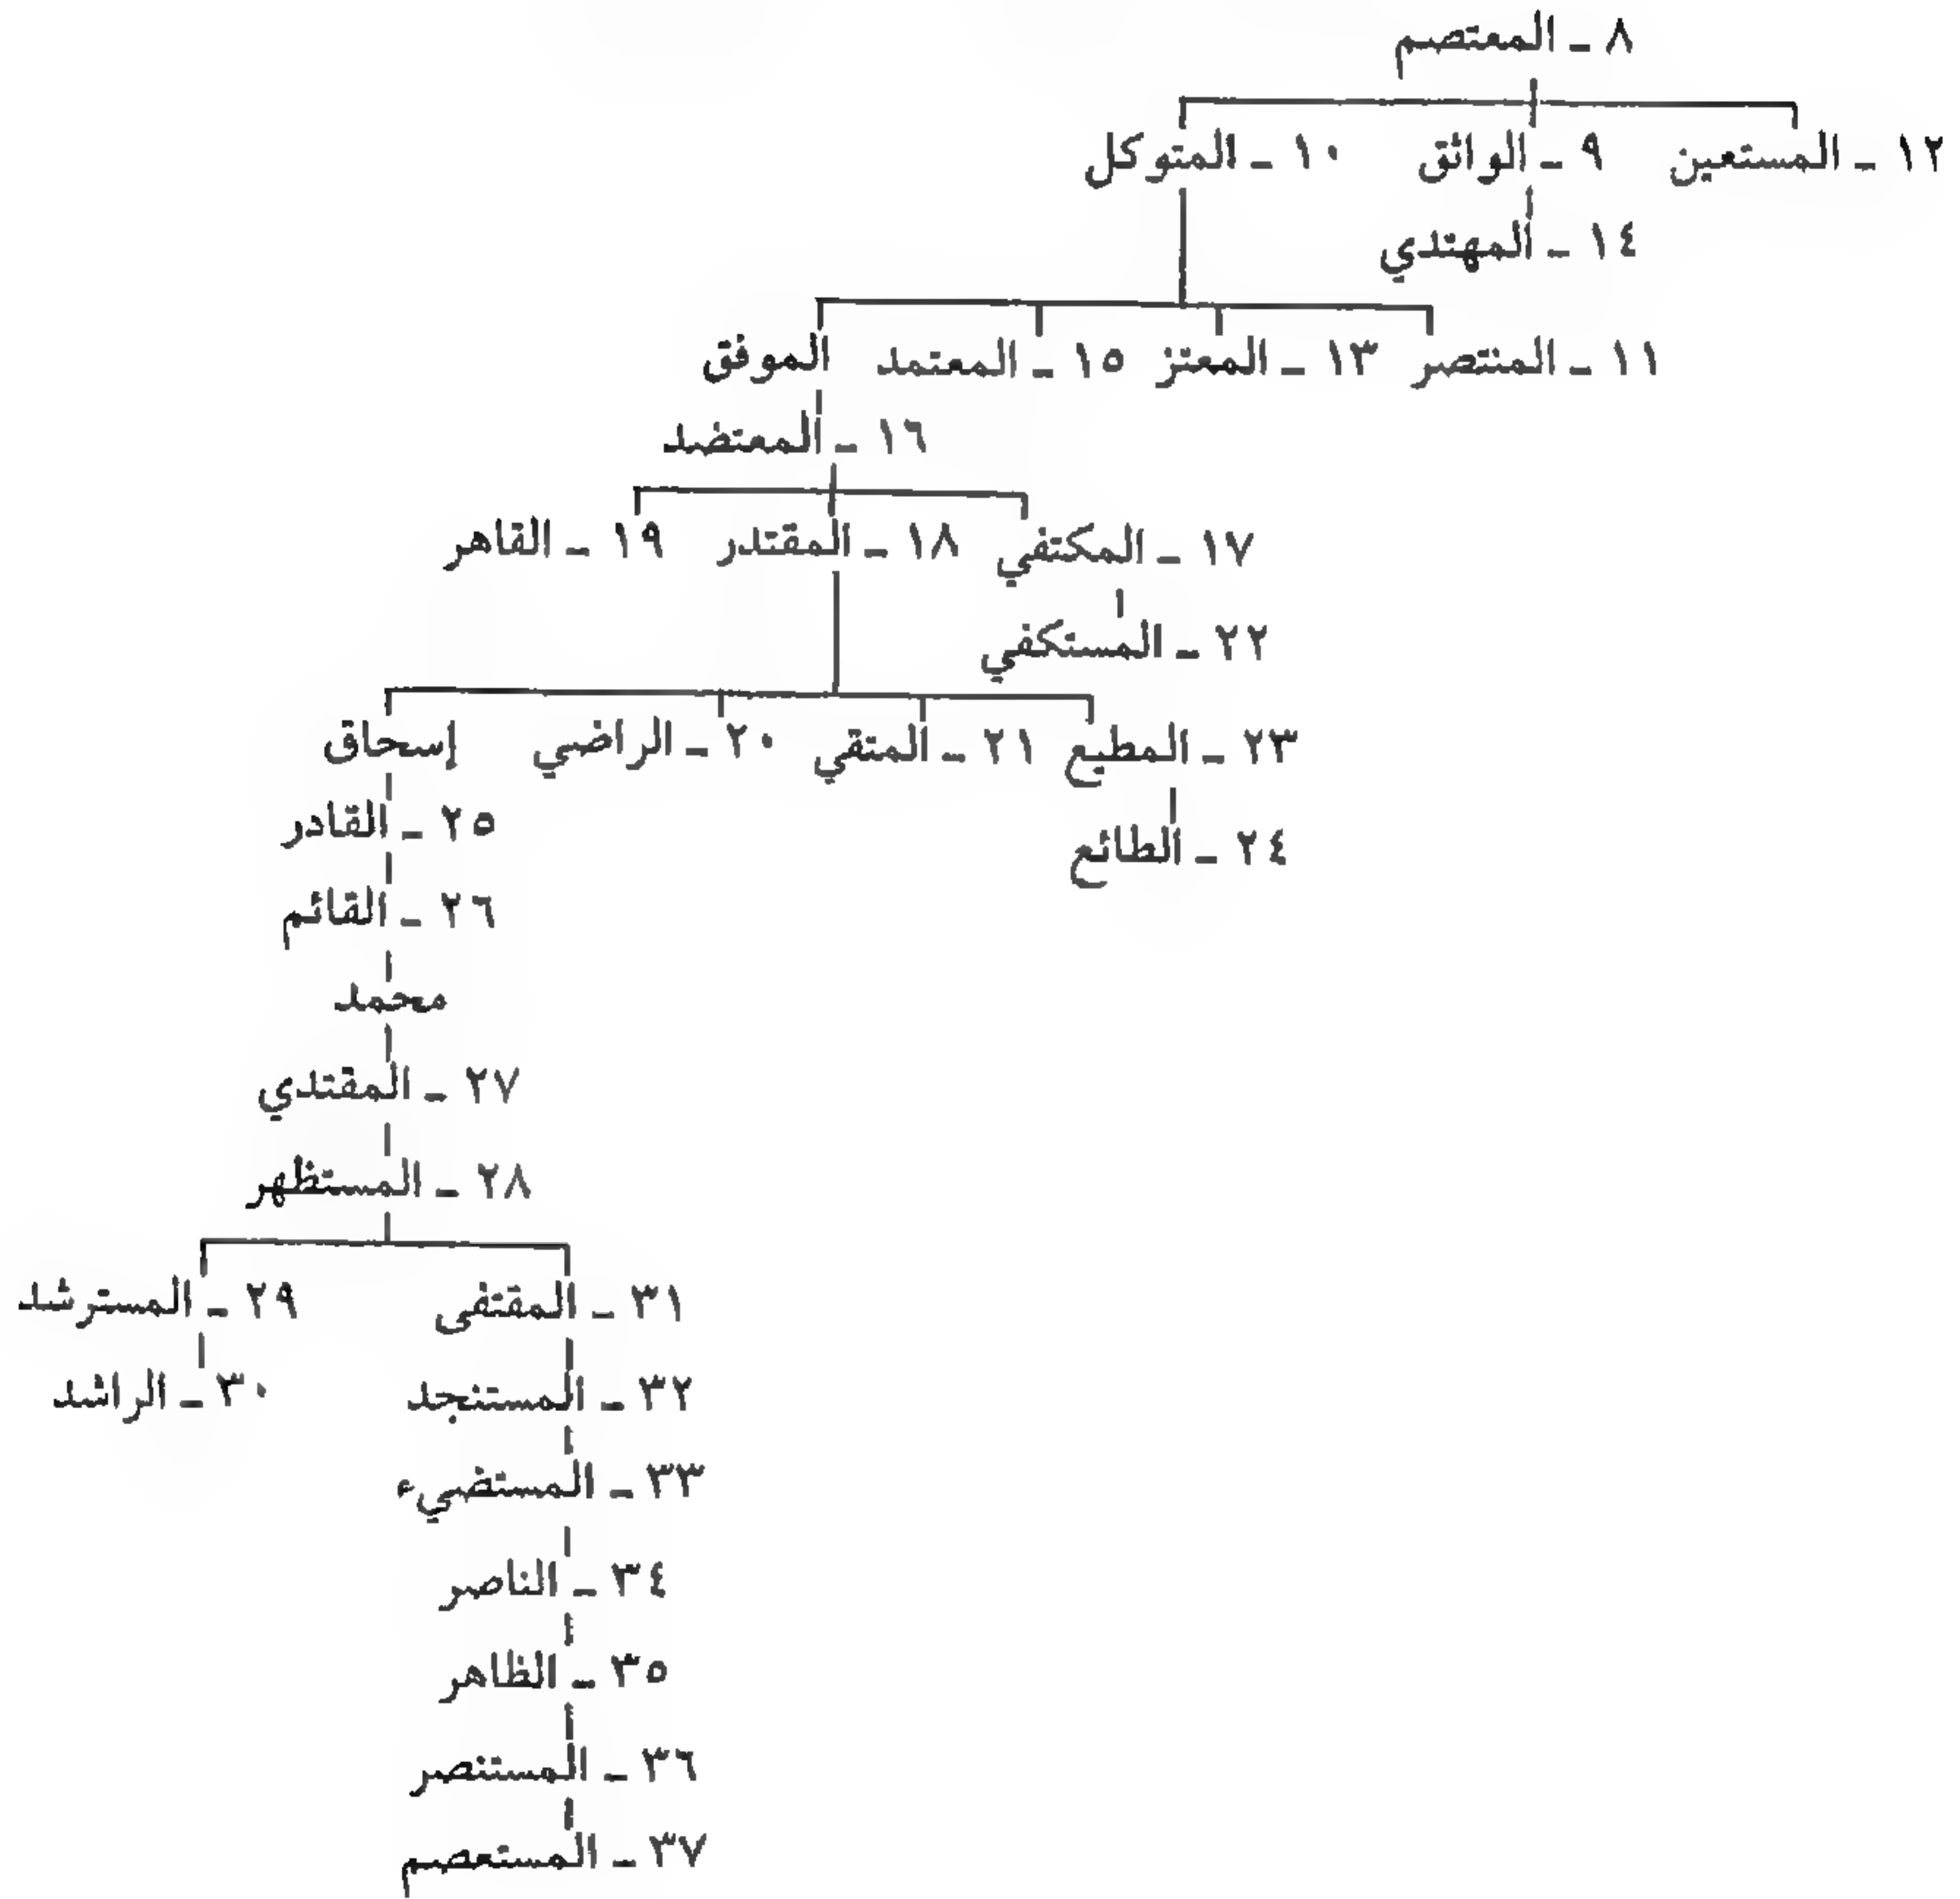 ٨ ـ المعتصم
١٢ ـ المستعين ٩ ـ الواثق ١٠ ـ المتوكل
١٤ ـ المهتدي
١١ ـ المنتصر ١٣ ـ المعتز ١٥ ـ المعتمد الموفق
١٦ ـ المعتضد
١٧ ـ المكتفي ١٨ ـ المقتدر ١٩ ـ القاهر
٢٢ ـ المستكفي
٢٣ ـ المطيع ٢١ ـ المتقي ٢٠ ـ الراضي إسحاق
٢٥ ـ القادر
٢٤ ـ الطائع
٢٦ ـ القائم
محمد
٢٧ ـ المقتدي
٢٨ ـ المستظهر
٣١ ـ المقتفى ٢٩ ـ المسترشد
٣٢ ـ المستنجد ٣٠ ـ الراشد
٣٣ ـ المستضيء
٣٤ ـ الناصر
٣٥ ـ الظاهر
٣٦ ـ المستنصر
٣٧ ـ المستعصم